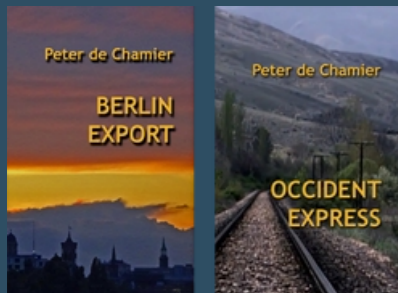 Peter de Chamier
BERLIN
EXPORT
Peter de Chamier
OCCIDENT
EXPRESS